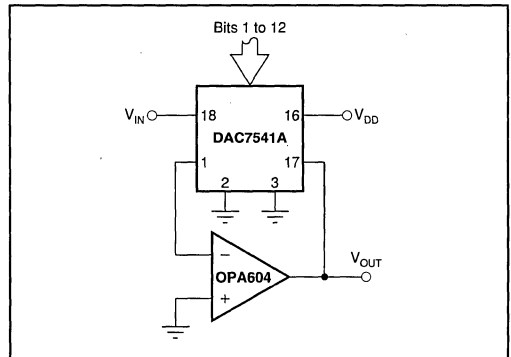 Bits 1 to 12
V_IN 18 16 V_DD
DAC7541A
1 17
2 3
V_OUT
−
OPA604
+